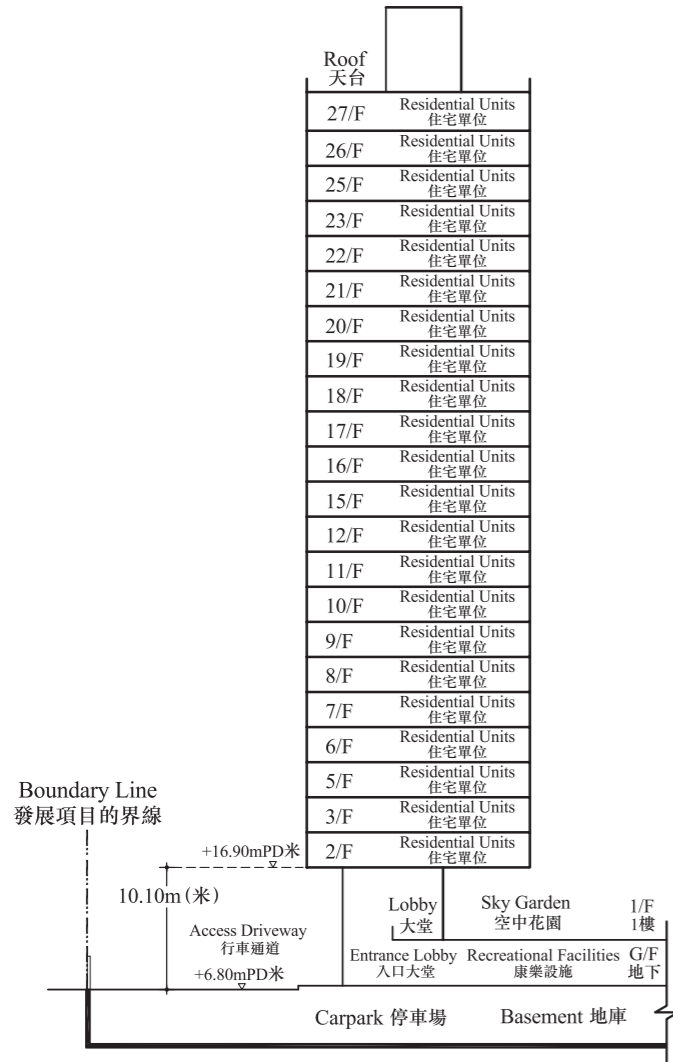 Roof
天台
27/F Residential Units
住宅單位
26/F Residential Units
住宅單位
25/F Residential Units
住宅單位
23/F Residential Units
住宅單位
22/F Residential Units
住宅單位
21/F Residential Units
住宅單位
20/F Residential Units
住宅單位
19/F Residential Units
住宅單位
18/F Residential Units
住宅單位
17/F Residential Units
住宅單位
16/F Residential Units
住宅單位
15/F Residential Units
住宅單位
12/F Residential Units
住宅單位
11/F Residential Units
住宅單位
10/F Residential Units
住宅單位
9/F Residential Units
住宅單位
8/F Residential Units
住宅單位
7/F Residential Units
住宅單位
6/F Residential Units
住宅單位
5/F Residential Units
住宅單位
3/F Residential Units
住宅單位
2/F Residential Units
住宅單位
Boundary Line
發展項目的界線
+16.90mPD米
10.10m (米)
Lobby
大堂
Sky Garden
空中花園
1/F
1樓
Access Driveway
行車通道
+6.80mPD米
Entrance Lobby
入口大堂
Recreational Facilities
康樂設施
G/F
地下
Carpark 停車場
Basement 地庫